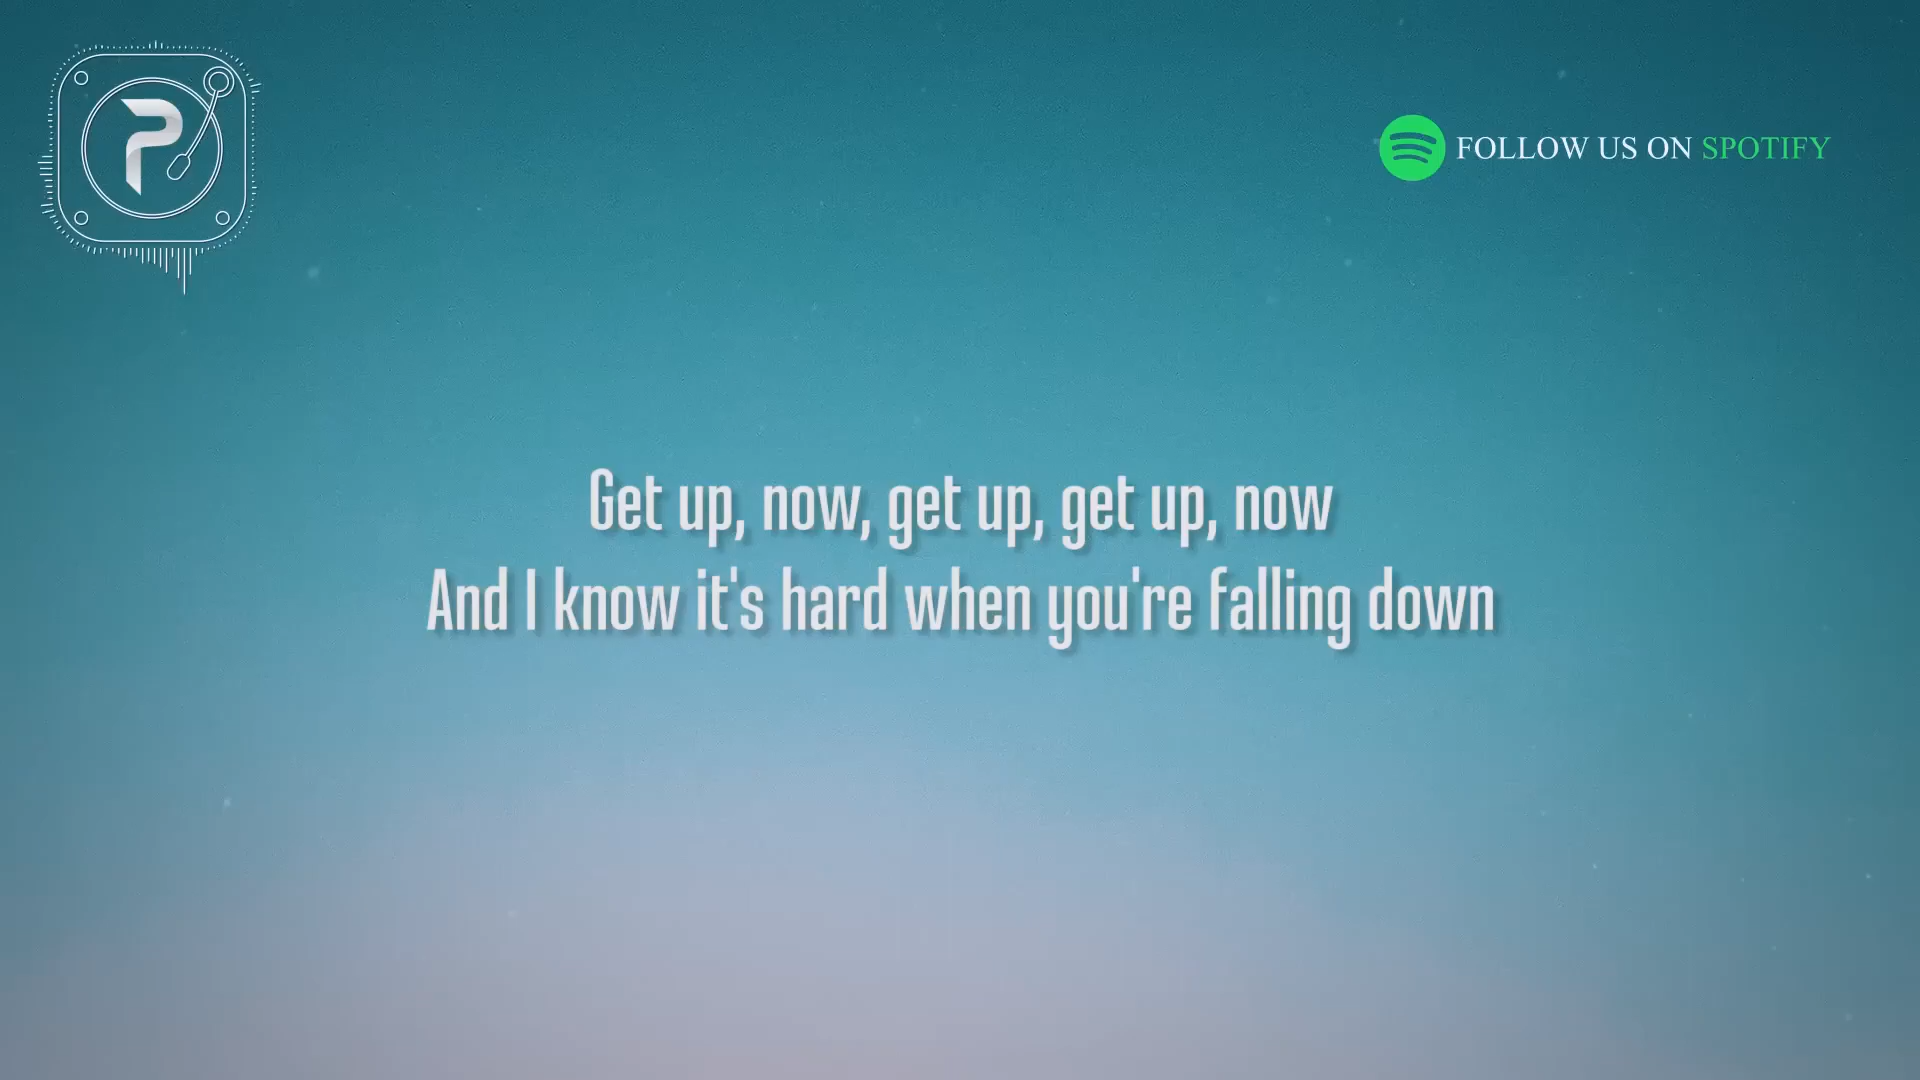 P
FOLLOW US ON SPOTIFY
Get up, now, get up, get up, now
And I know it's hard when you're falling down